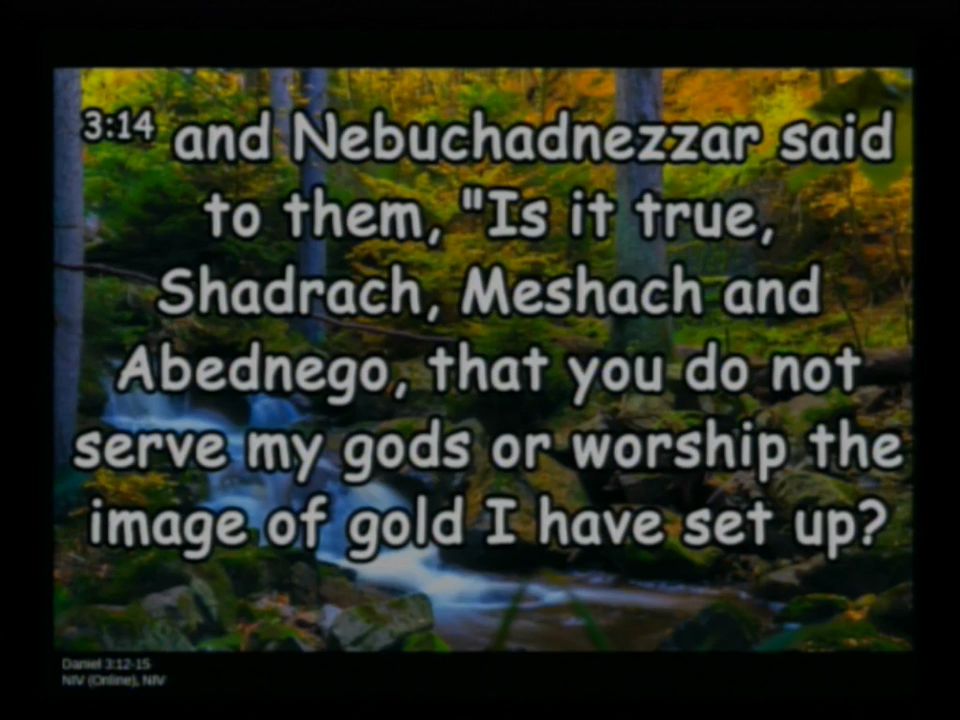 3:14 and Nebuchadnezzar said
to them, "Is it true,
Shadrach, Meshach and
Abednego, that you do not
serve my gods or worship the
image of gold I have set up?
Daniel 3:12-15
NIV (Online), NIV